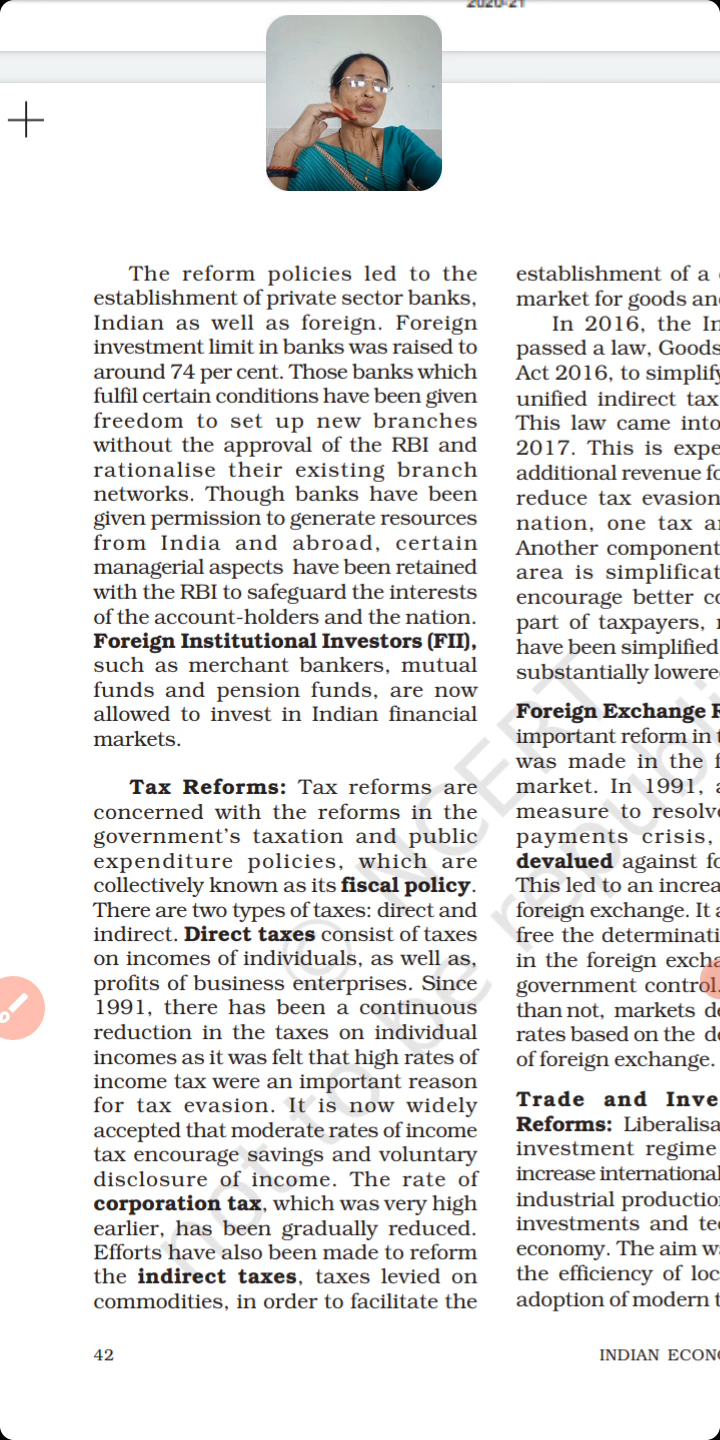 2020-21
The reform policies led to the
establishment of private sector banks,
Indian as well as foreign. Foreign
investment limit in banks was raised to
around 74 per cent. Those banks which
fulfil certain conditions have been given
freedom to set up new branches
without the approval of the RBI and
rationalise their existing branch
networks. Though banks have been
given permission to generate resources
from India and abroad, certain
managerial aspects have been retained
with the RBI to safeguard the interests
of the account-holders and the nation.
Foreign Institutional Investors (FII),
such as merchant bankers, mutual
funds and pension funds, are now
allowed to invest in Indian financial
markets.
Tax Reforms: Tax reforms are
concerned with the reforms in the
government's taxation and public
expenditure policies, which are
collectively known as its fiscal policy.
There are two types of taxes: direct and
indirect. Direct taxes consist of taxes
on incomes of individuals, as well as,
profits of business enterprises. Since
1991, there has been a continuous
reduction in the taxes on individual
incomes as it was felt that high rates of
income tax were an important reason
for tax evasion. It is now widely
accepted that moderate rates of income
tax encourage savings and voluntary
disclosure of income. The rate of
corporation tax, which was very high
earlier, has been gradually reduced.
Efforts have also been made to reform
the indirect taxes, taxes levied on
commodities, in order to facilitate the
establishment of a
market for goods
In 2016, the
passed a law, Goods
Act 2016, to
unified indirect tax
This law came into
2017. This is
additional revenue
reduce tax evasion
nation, one tax
Another component
area is
encourage better
part of taxpayers,
have been simplified
substantially
Foreign Exchange
important reform in
was made in the
market. In 1991,
measure to
payments crisis,
devalued against
This led to an
foreign exchange. It
free the
in the foreign
government control.
than not, markets
rates based on the
of foreign exchange.
Trade and
Reforms:
investment regime
increase international
industrial
investments and
economy. The aim
the efficiency of
adoption of modern
© NCERT
not to be
42
INDIAN